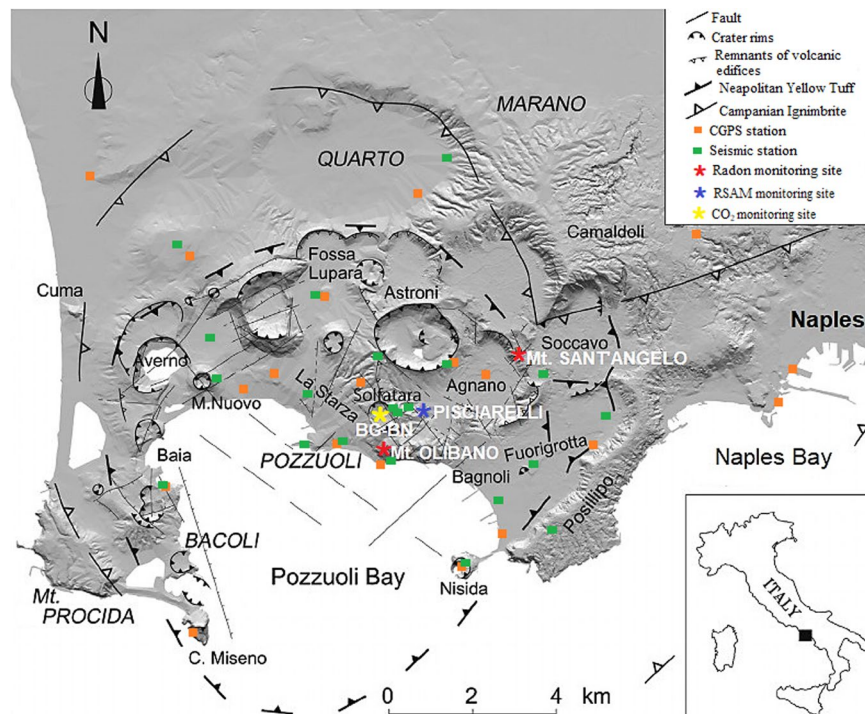 N
Fault
Crater rims
Remnants of volcanic
edifices
Neapolitan Yellow Tuff
Campanian Ignimbrite
CGPS station
Seismic station
Radon monitoring site
RSAM monitoring site
CO₂ monitoring site
MARANO
QUARTO
Camaldoli
Fossa
Lupara
Cuma
Astroni
Averno
Soccavo
Naples
Mt. SANT'ANGELO
La Starza
Solfatara
Agnano
M.Nuovo
PISCIARELLI
BG BN
Fuorigrotta
POZZUOLI
Mt. OLIBANO
Baia
Bagnoli
Naples Bay
Posillipo
BACOLI
Pozzuoli Bay
Nisida
Mt.
PROCIDA
C. Miseno
0 2 4 km
ITALY